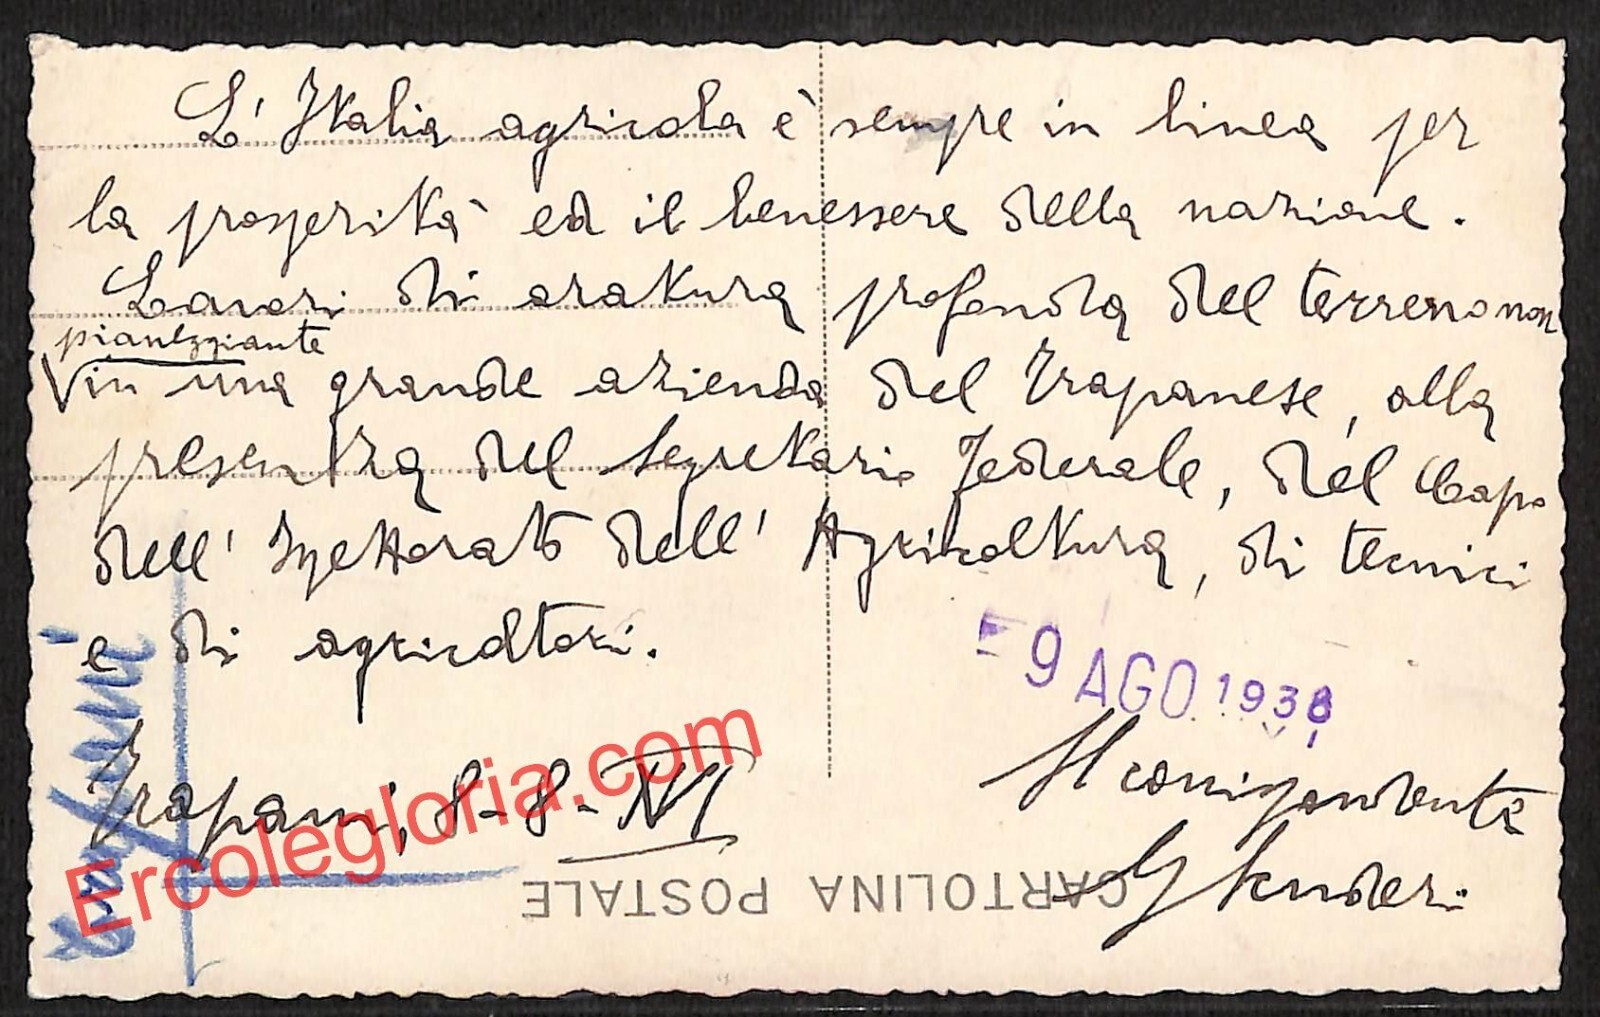 L'Italia agricola è sempre in linea per
la prosperità ed il benessere della nazione.
Lavori di aratura profonda del terreno non
pianeggiante
in una grande azienda del Trapanese, alla
presenza del Segretario Federale, del Capo
dell'Ispettorato dell'Agricoltura, di tecnici
e di agricoltori.
- 9 AGO 1938
Trapani, 8-8-XVI
Il corrispondente
CARTOLINA POSTALE
Ercolegloria.com